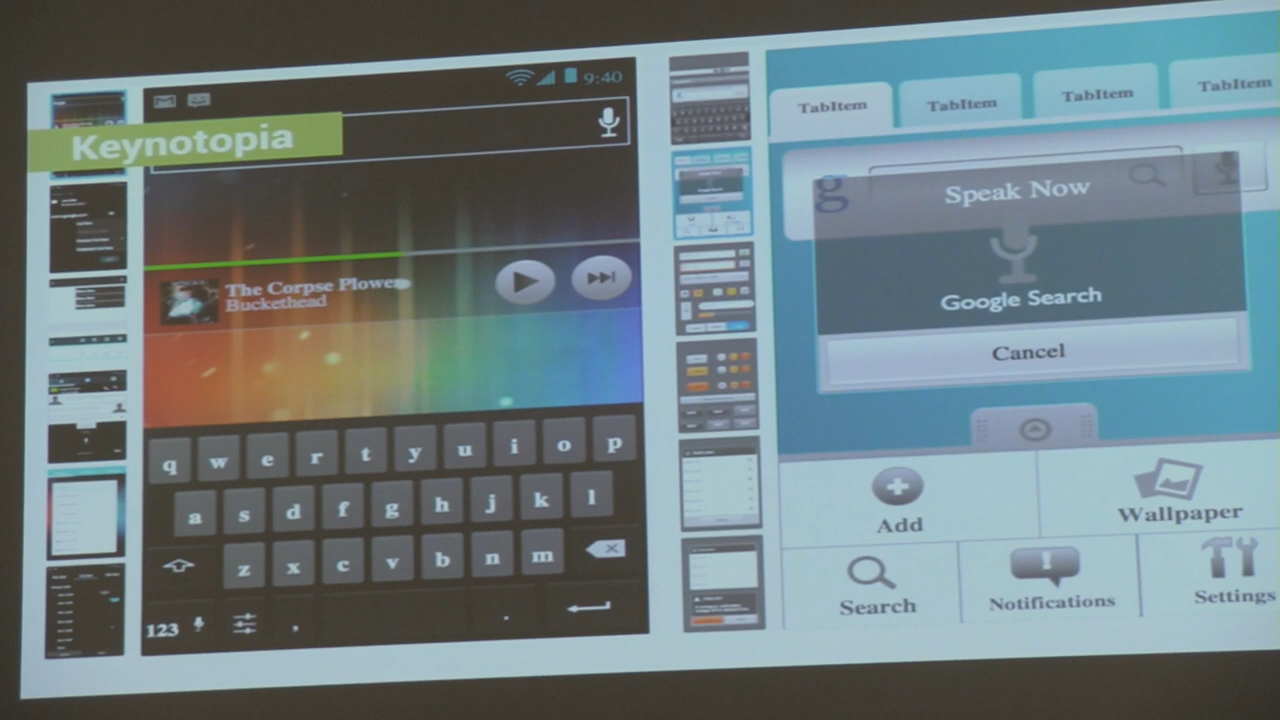 9:40
Keynotopia
The Corpse Plower
Buckethead
q w e r t y u i o p
a s d f g h j k l
z x c v b n m
123 , .
TabItem TabItem TabItem TabItem
g
Speak Now
Google Search
Cancel
Add Wallpaper
Search Notifications Settings